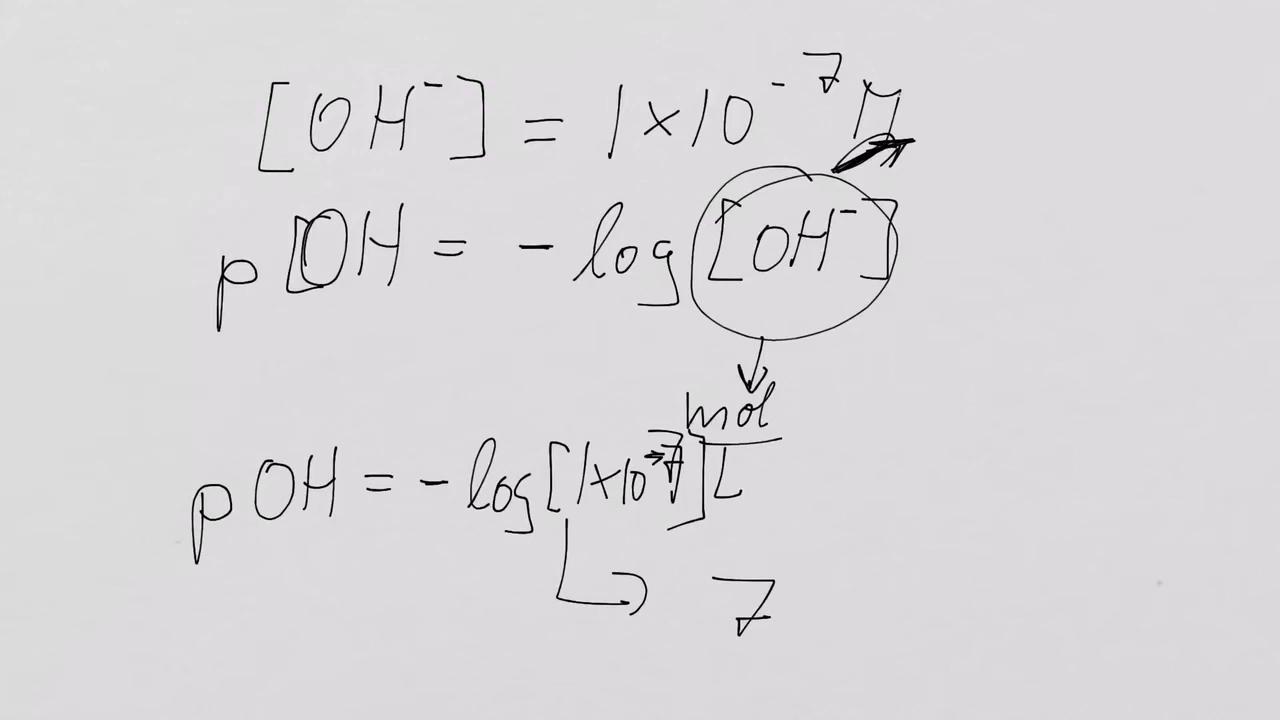 [OH⁻] = 1×10⁻⁷ M
pOH = - log [OH⁻]
mol
pOH = - log [1×10⁻⁷] L
7